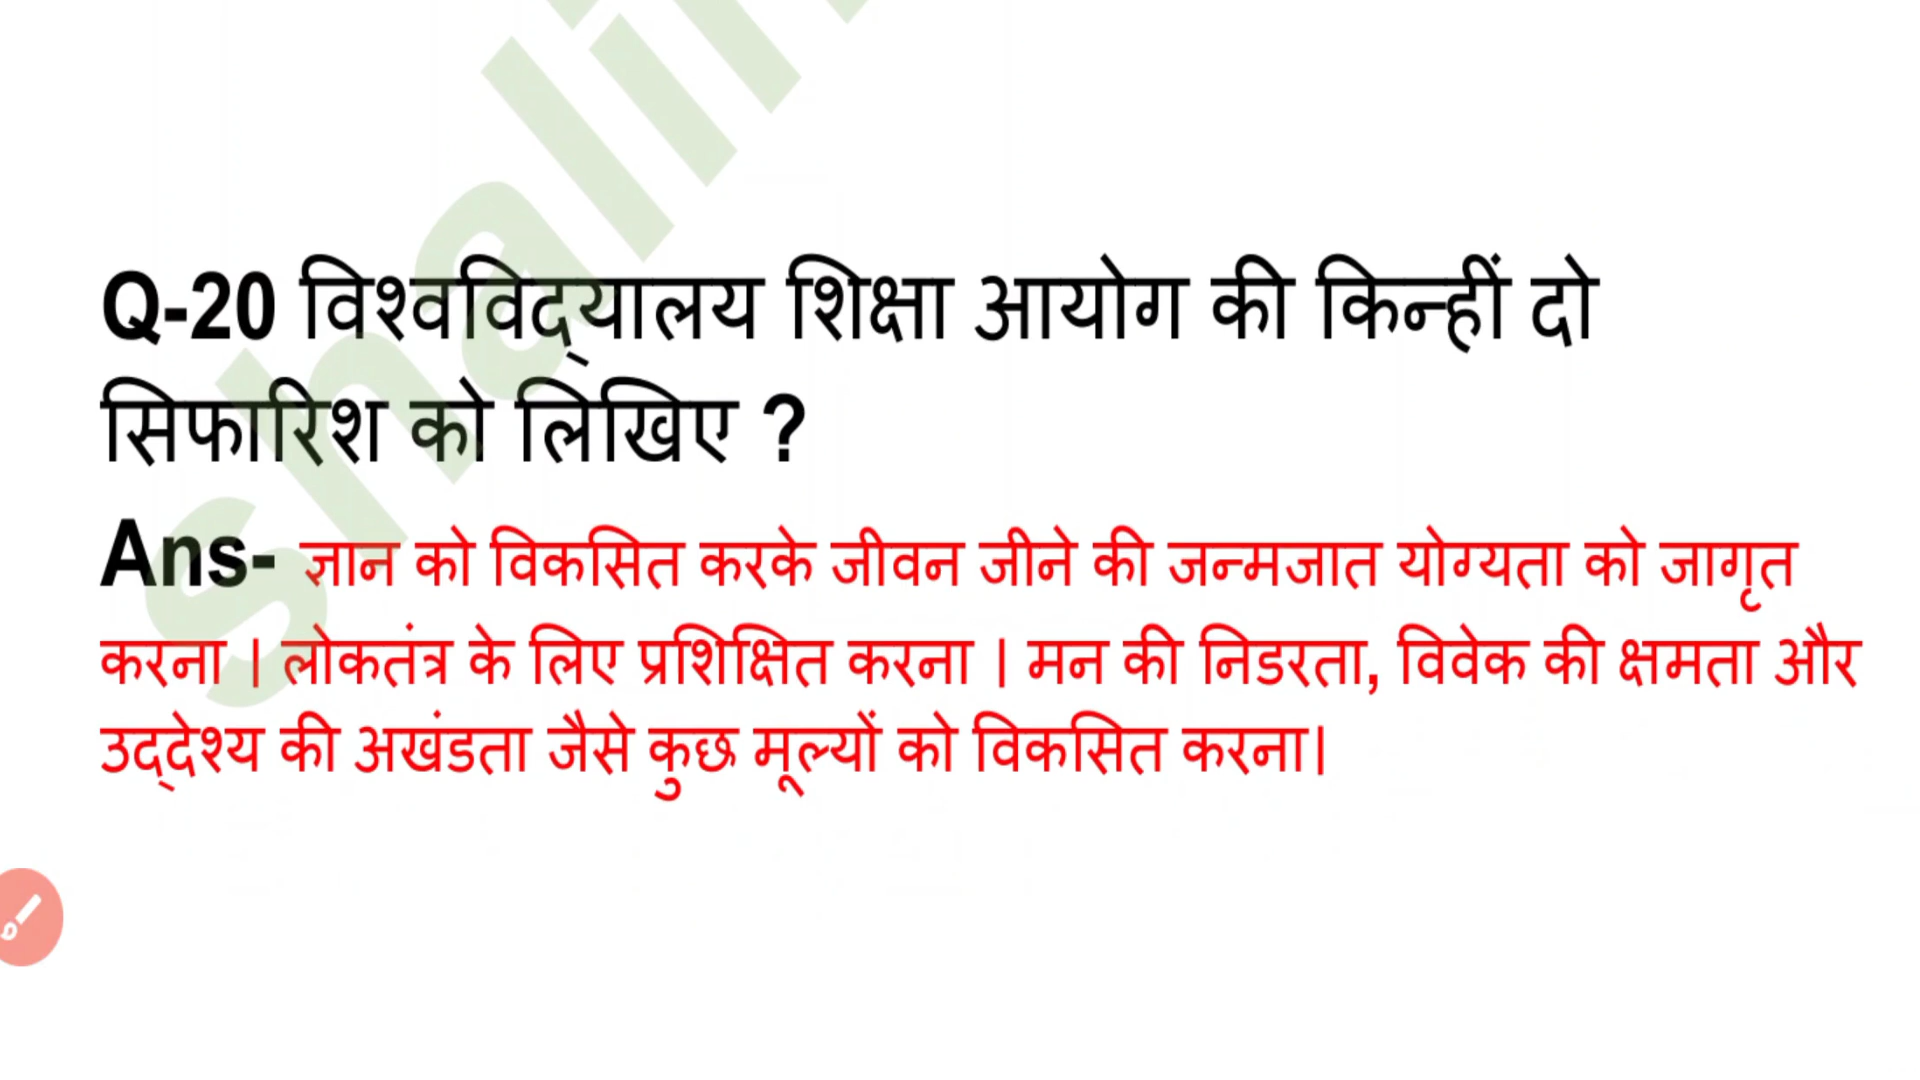 shalin
Q-20 विश्वविद्यालय शिक्षा आयोग की किन्हीं दो
सिफारिश को लिखिए ?
Ans- ज्ञान को विकसित करके जीवन जीने की जन्मजात योग्यता को जागृत
करना | लोकतंत्र के लिए प्रशिक्षित करना | मन की निडरता, विवेक की क्षमता और
उद्देश्य की अखंडता जैसे कुछ मूल्यों को विकसित करना|